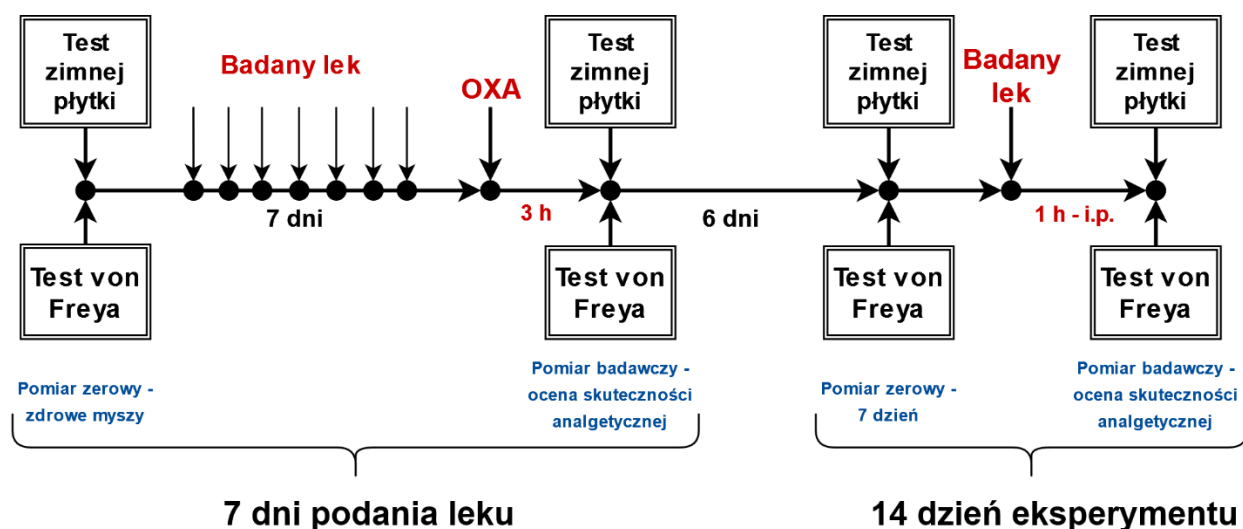 Test
zimnej
płytki
Badany lek
OXA
Test
zimnej
płytki
Test
zimnej
płytki
Badany
lek
Test
zimnej
płytki
7 dni
3 h
6 dni
1 h - i.p.
Test von
Freya
Test von
Freya
Test von
Freya
Test von
Freya
Pomiar zerowy -
zdrowe myszy
Pomiar badawczy -
ocena skuteczności
analgetycznej
Pomiar zerowy -
7 dzień
Pomiar badawczy -
ocena skuteczności
analgetycznej
7 dni podania leku
14 dzień eksperymentu